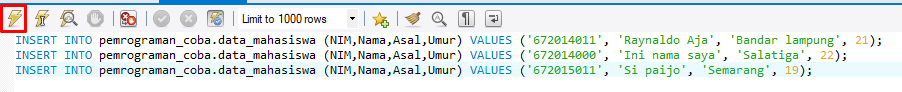 Limit to 1000 rows
INSERT INTO pemrograman_coba.data_mahasiswa (NIM,Nama,Asal,Umur) VALUES ('672014011', 'Raynaldo Aja', 'Bandar lampung', 21);
INSERT INTO pemrograman_coba.data_mahasiswa (NIM,Nama,Asal,Umur) VALUES ('672014000', 'Ini nama saya', 'Salatiga', 22);
INSERT INTO pemrograman_coba.data_mahasiswa (NIM,Nama,Asal,Umur) VALUES ('672015011', 'Si paijo', 'Semarang', 19);